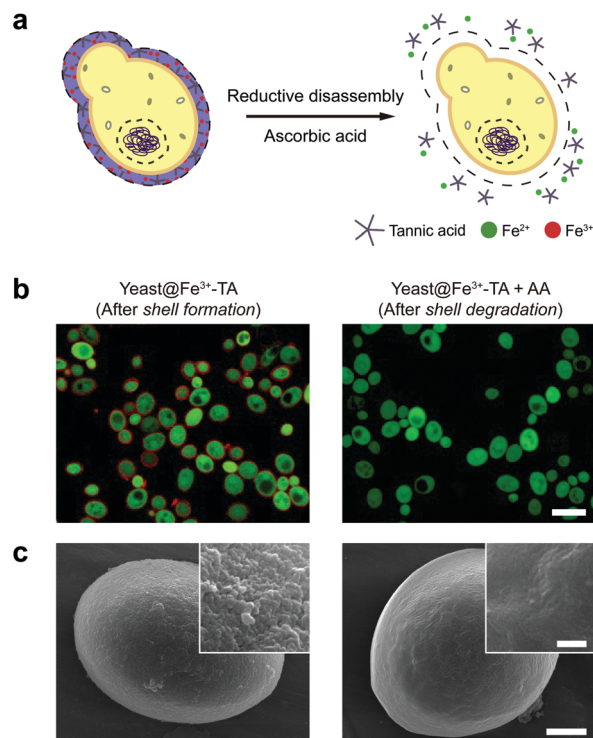 a
Reductive disassembly
Ascorbic acid
Tannic acid
Fe²⁺
Fe³⁺
b
Yeast@Fe³⁺-TA
(After shell formation)
Yeast@Fe³⁺-TA + AA
(After shell degradation)
c